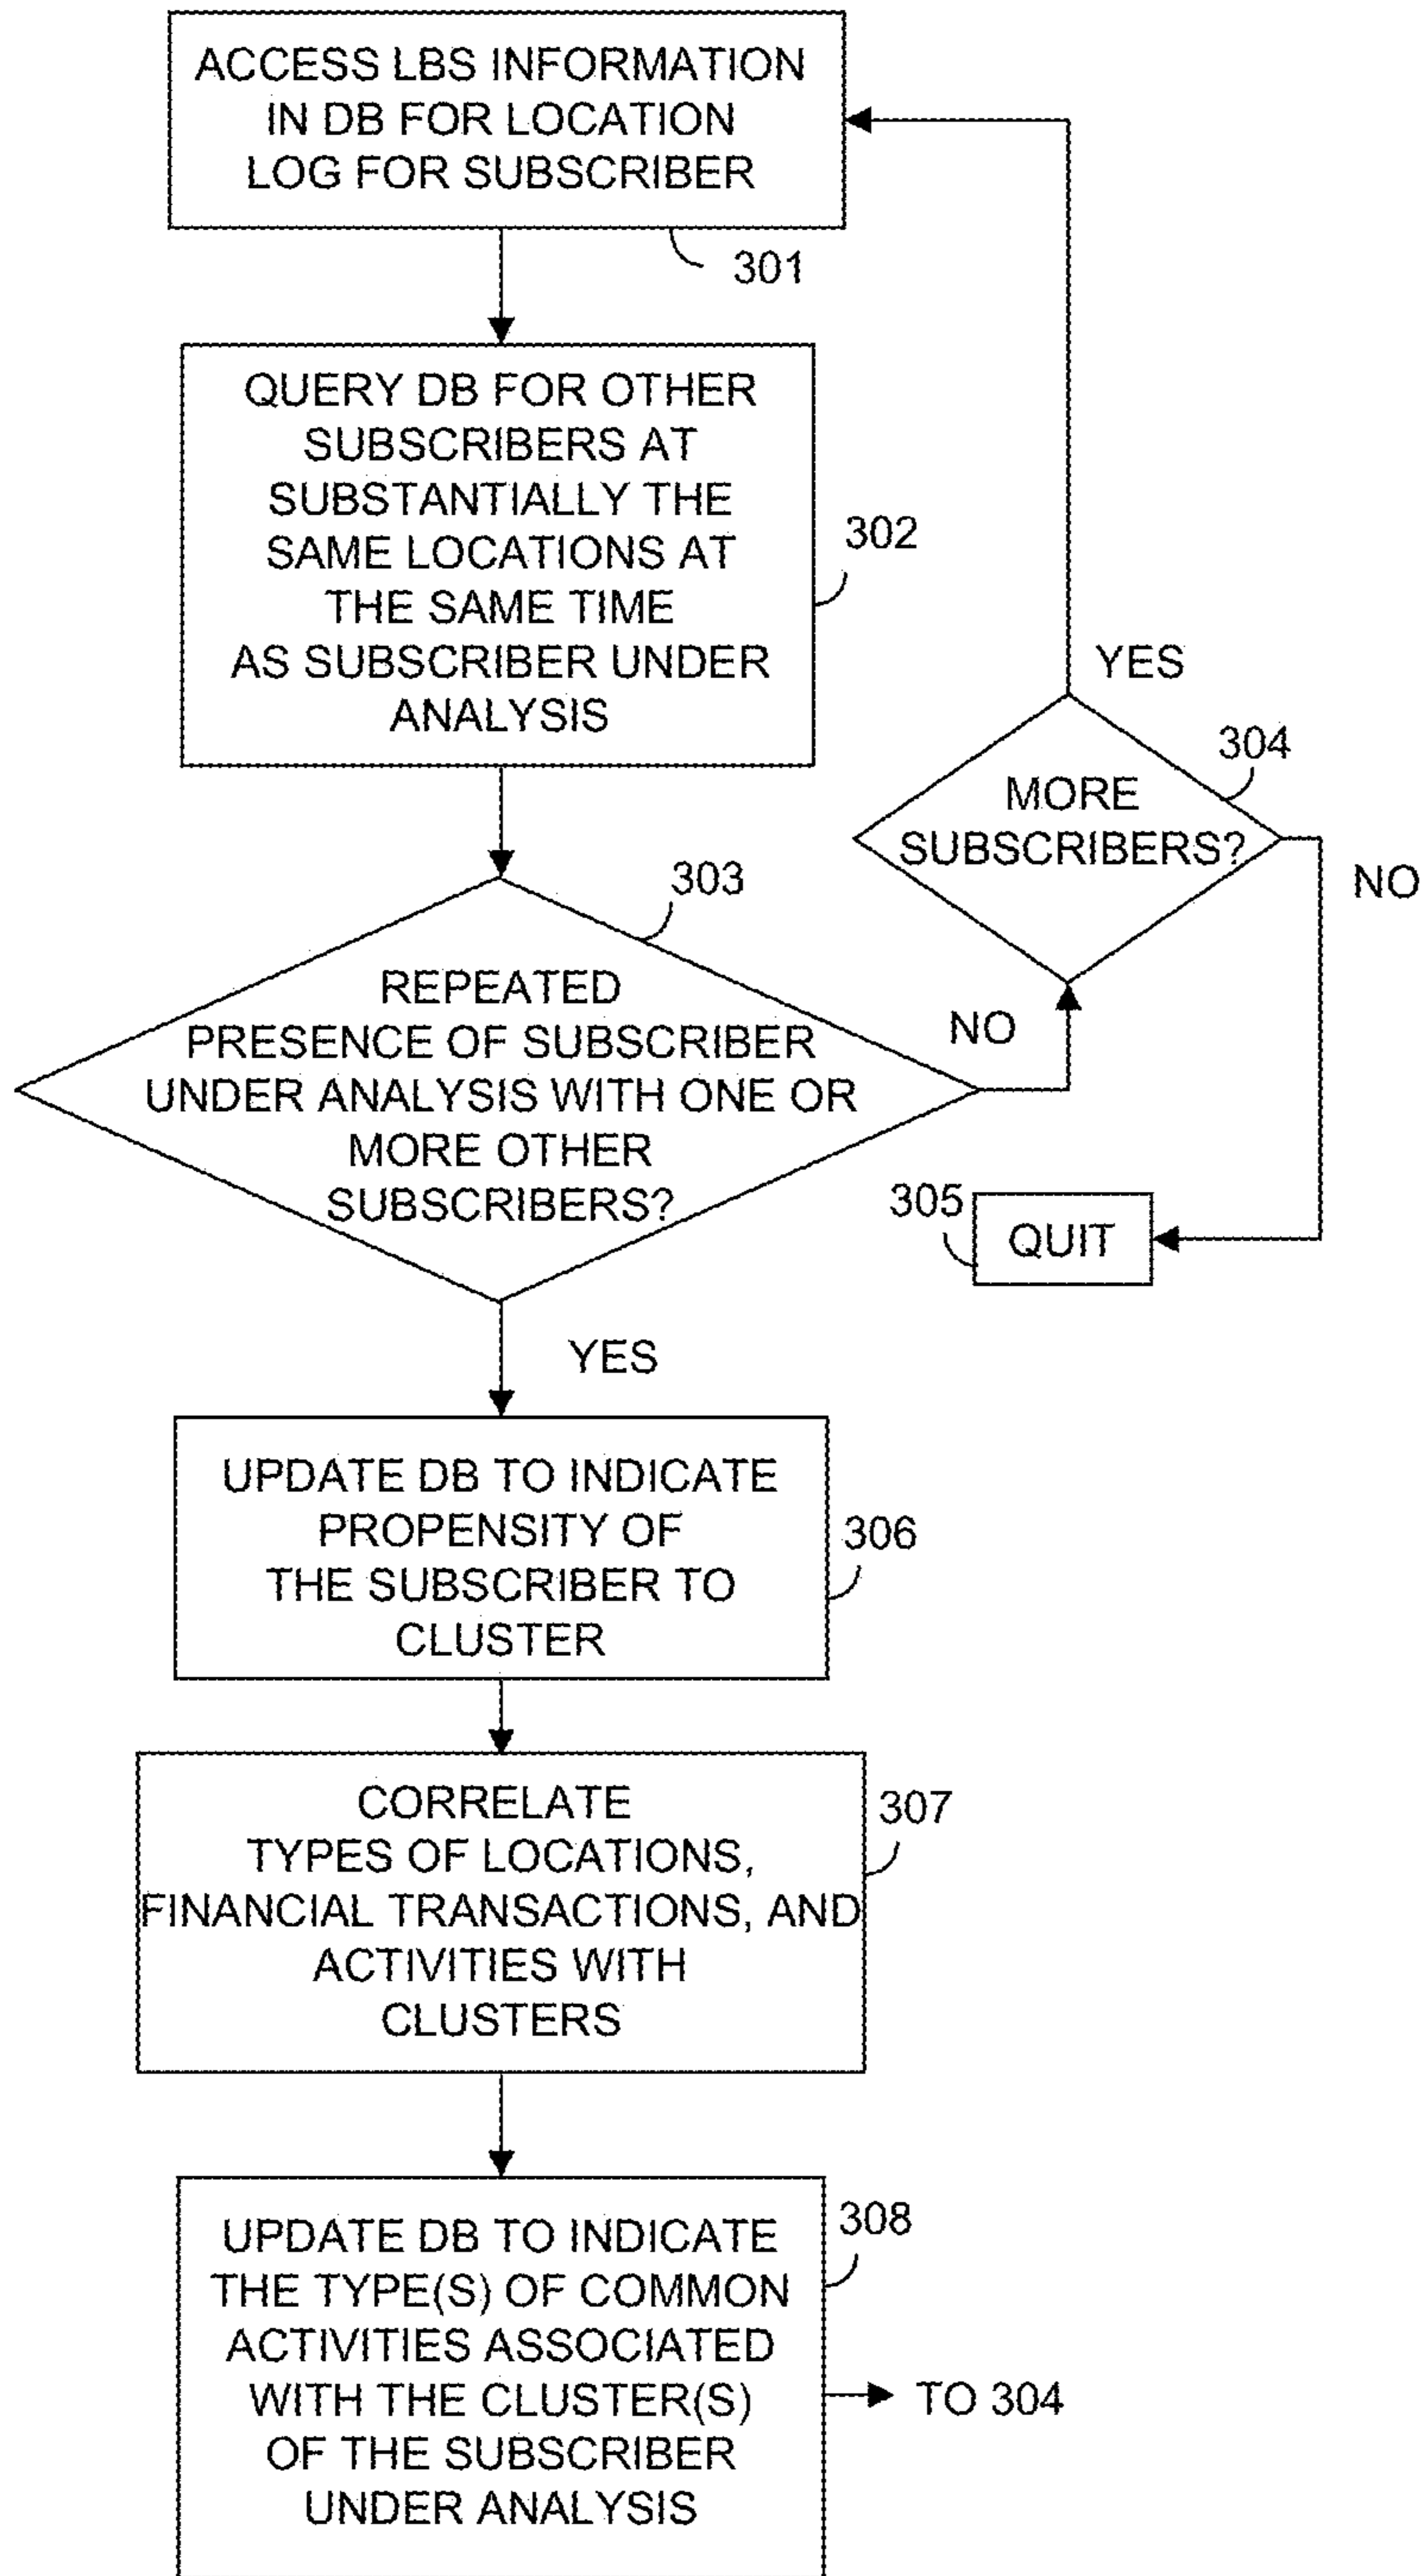 ACCESS LBS INFORMATION
IN DB FOR LOCATION
LOG FOR SUBSCRIBER
301
QUERY DB FOR OTHER
SUBSCRIBERS AT
SUBSTANTIALLY THE
SAME LOCATIONS AT
THE SAME TIME
AS SUBSCRIBER UNDER
ANALYSIS
302
REPEATED
PRESENCE OF SUBSCRIBER
UNDER ANALYSIS WITH ONE OR
MORE OTHER
SUBSCRIBERS?
303
NO
YES
MORE
SUBSCRIBERS?
304
YES
NO
305
QUIT
UPDATE DB TO INDICATE
PROPENSITY OF
THE SUBSCRIBER TO
CLUSTER
306
CORRELATE
TYPES OF LOCATIONS,
FINANCIAL TRANSACTIONS, AND
ACTIVITIES WITH
CLUSTERS
307
UPDATE DB TO INDICATE
THE TYPE(S) OF COMMON
ACTIVITIES ASSOCIATED
WITH THE CLUSTER(S)
OF THE SUBSCRIBER
UNDER ANALYSIS
308
TO 304